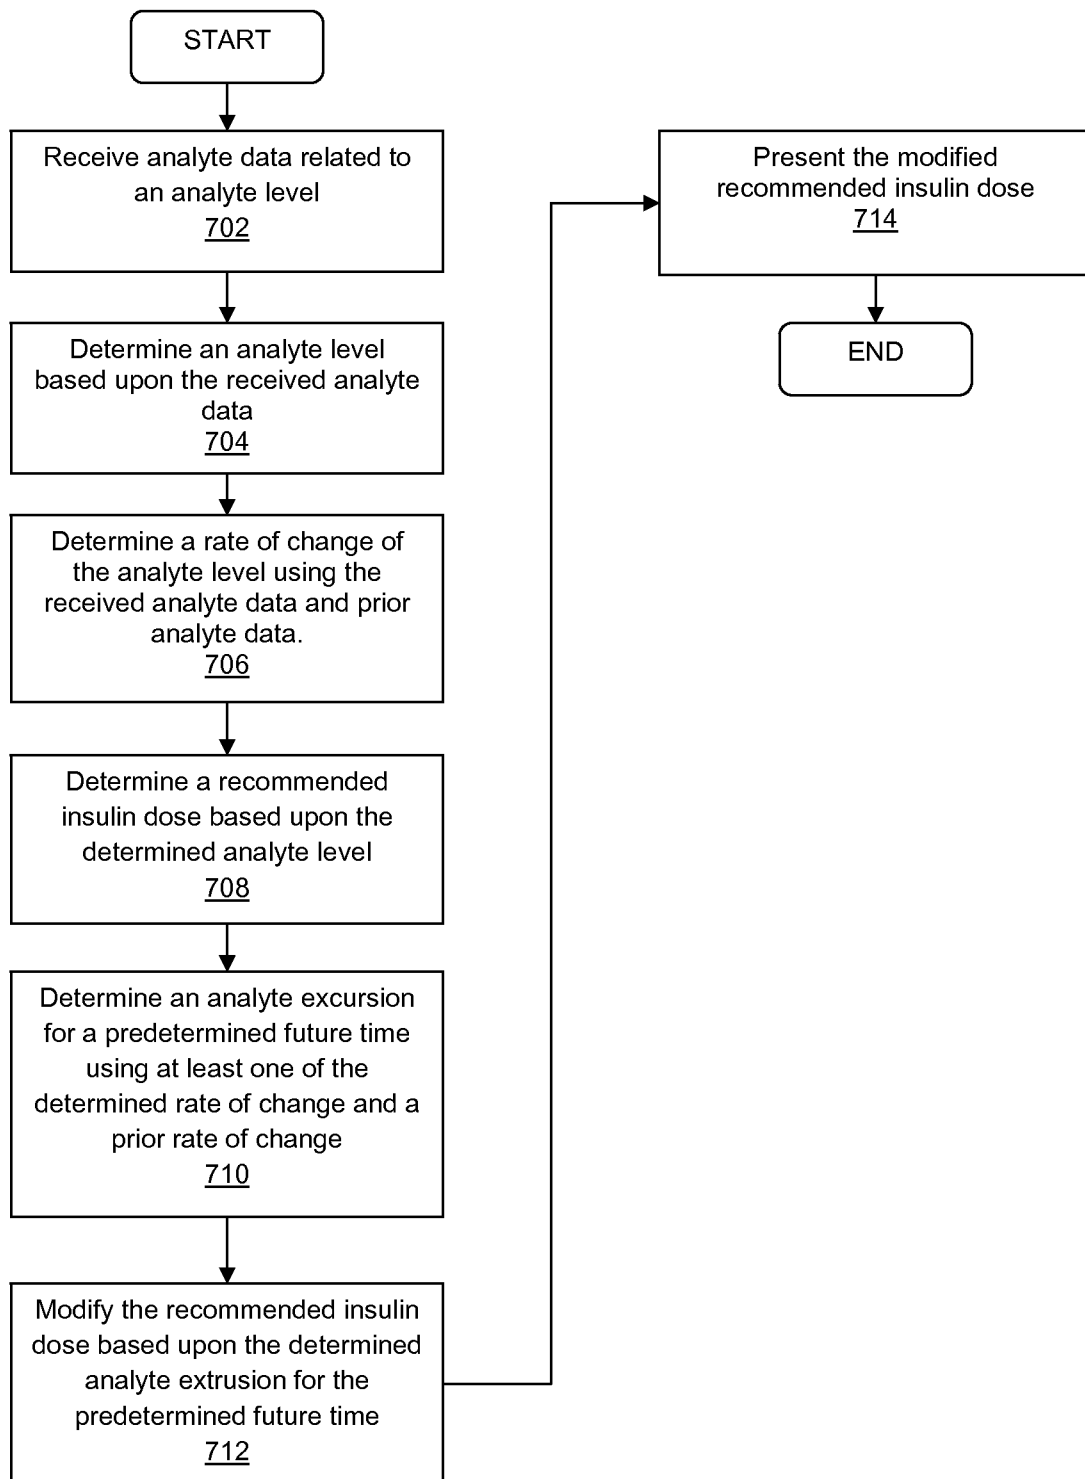 START
Receive analyte data related to
an analyte level
702
Determine an analyte level
based upon the received analyte
data
704
Determine a rate of change of
the analyte level using the
received analyte data and prior
analyte data.
706
Determine a recommended
insulin dose based upon the
determined analyte level
708
Determine an analyte excursion
for a predetermined future time
using at least one of the
determined rate of change and a
prior rate of change
710
Modify the recommended insulin
dose based upon the determined
analyte extrusion for the
predetermined future time
712
Present the modified
recommended insulin dose
714
END